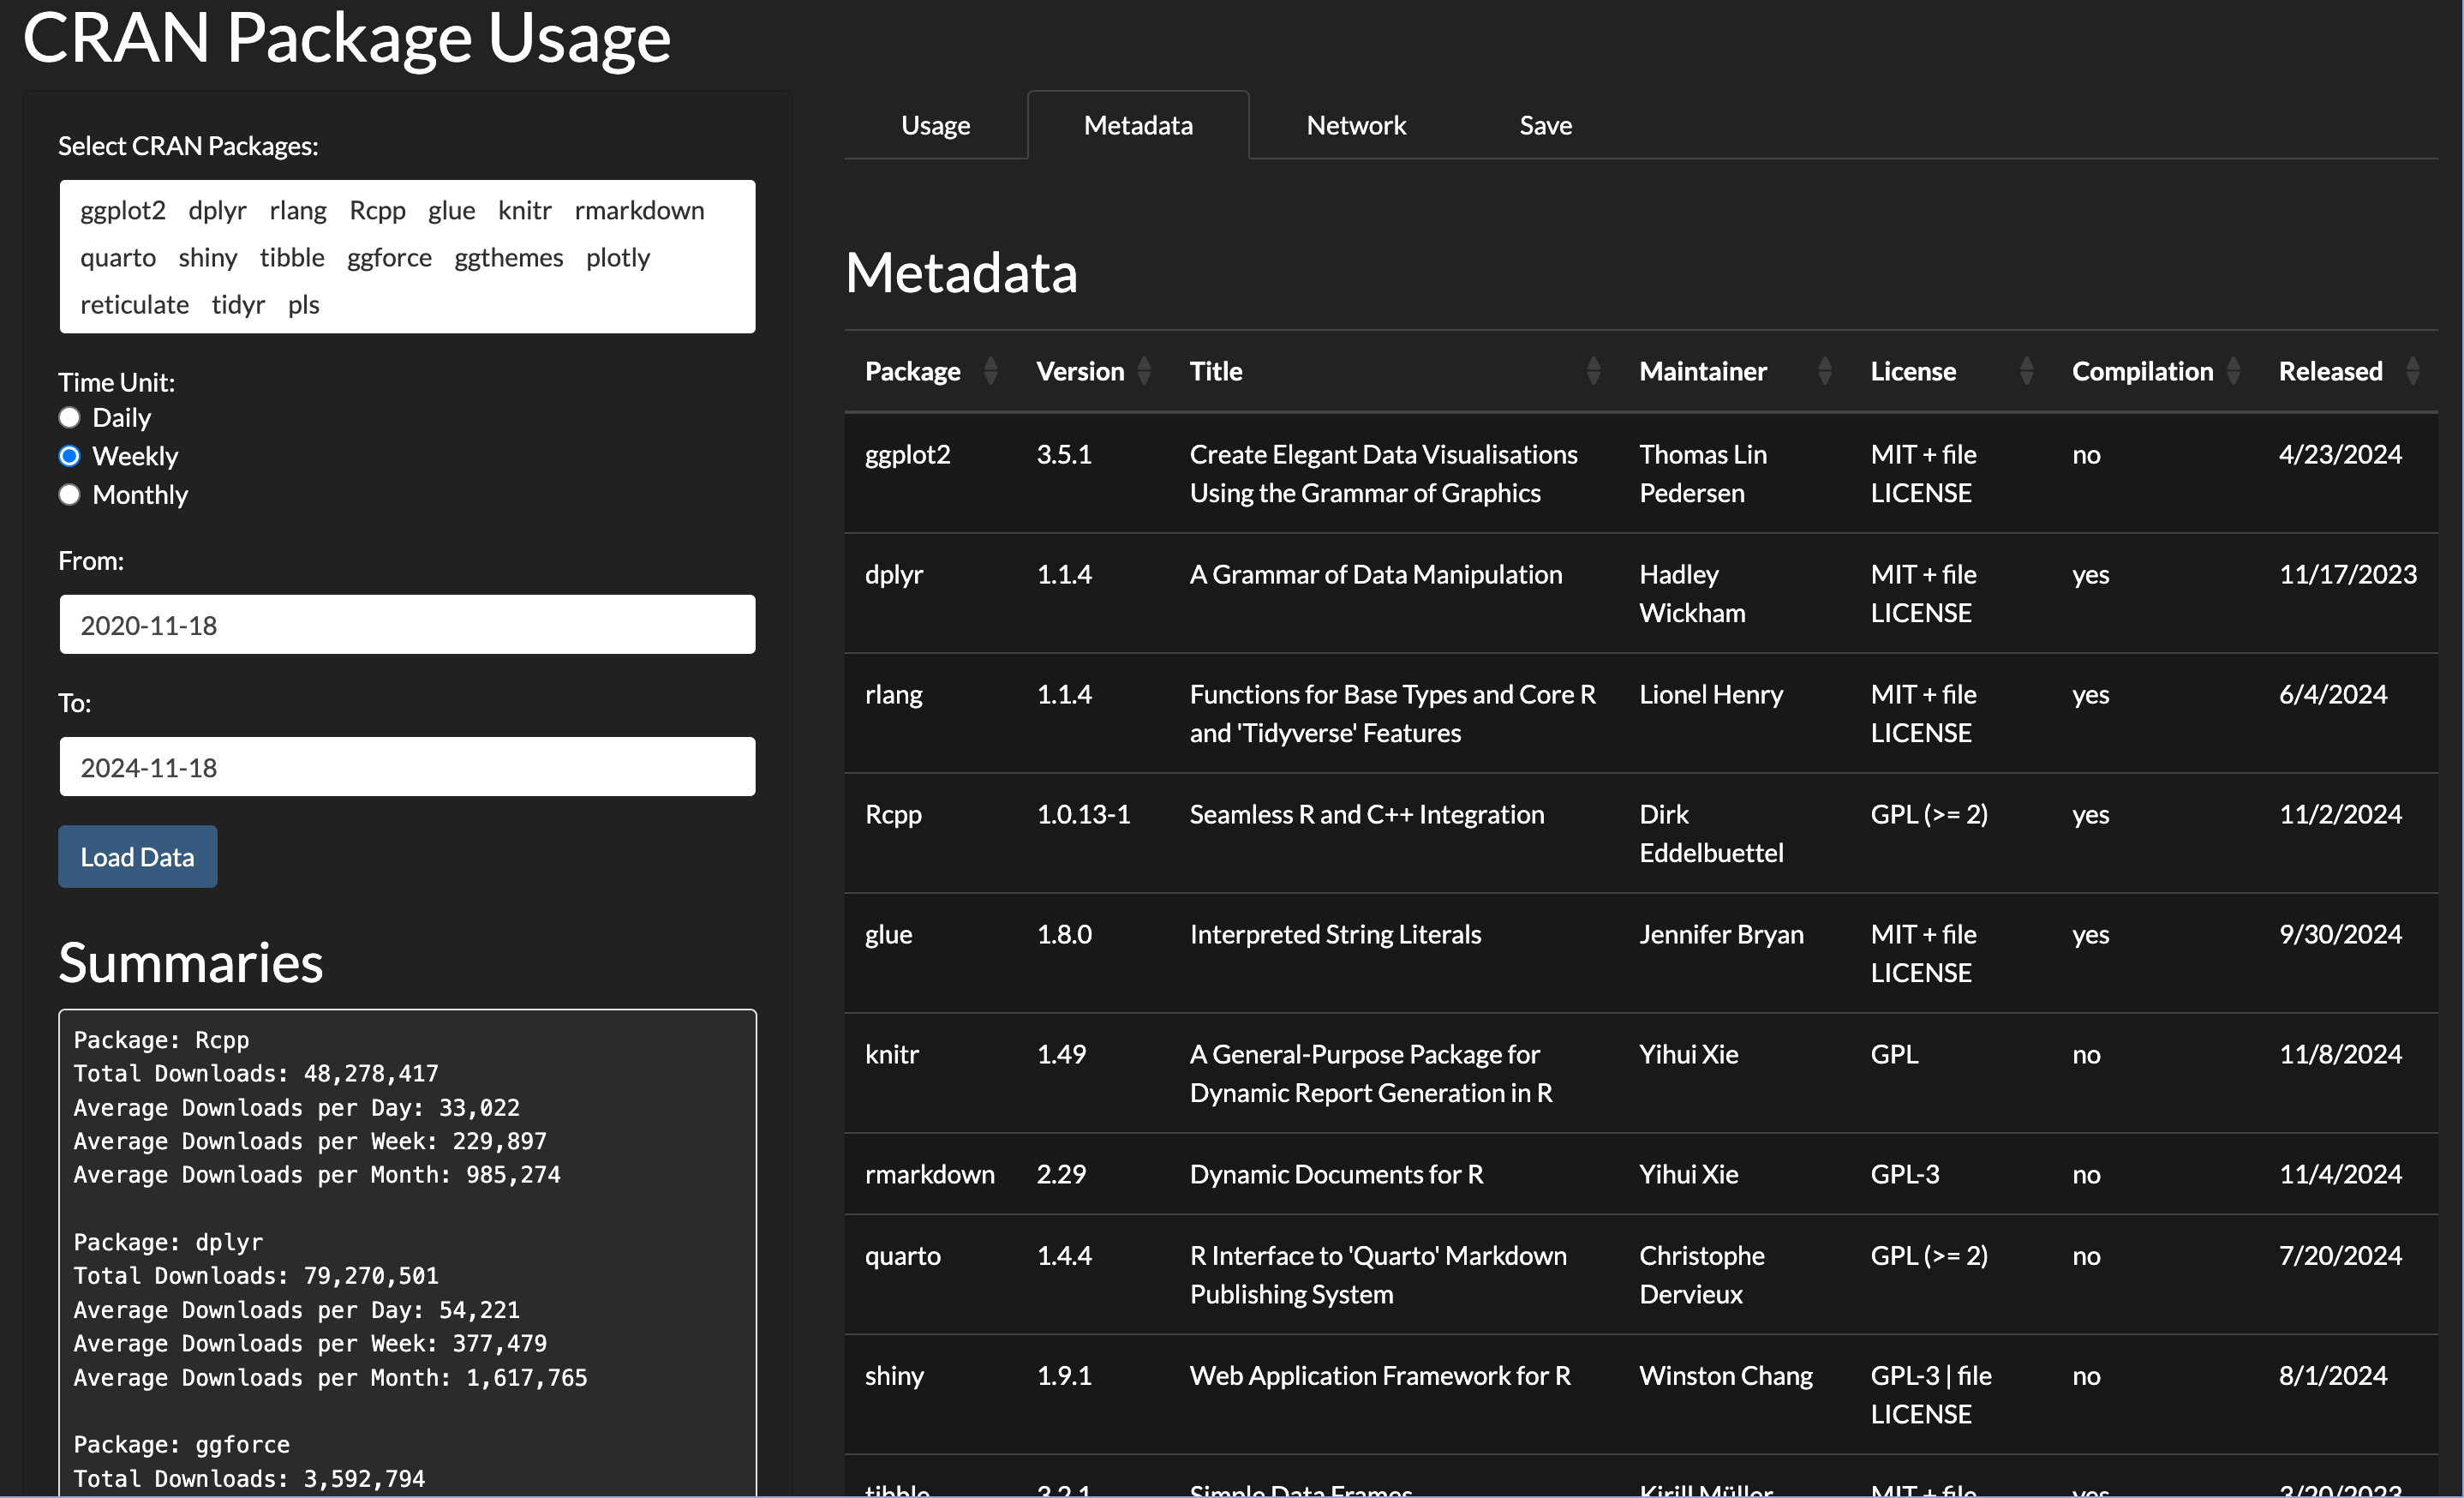 CRAN Package Usage
Select CRAN Packages:
ggplot2 dplyr rlang Rcpp glue knitr rmarkdown
quarto shiny tibble ggforce ggthemes plotly
reticulate tidyr pls
Time Unit:
Daily
Weekly
Monthly
From:
2020-11-18
To:
2024-11-18
Load Data
Summaries
Package: Rcpp
Total Downloads: 48,278,417
Average Downloads per Day: 33,022
Average Downloads per Week: 229,897
Average Downloads per Month: 985,274
Package: dplyr
Total Downloads: 79,270,501
Average Downloads per Day: 54,221
Average Downloads per Week: 377,479
Average Downloads per Month: 1,617,765
Package: ggforce
Total Downloads: 3,592,794
Usage Metadata Network Save
Metadata
Package Version Title Maintainer License Compilation Released
ggplot2 3.5.1 Create Elegant Data Visualisations Thomas Lin MIT + file no 4/23/2024
Using the Grammar of Graphics Pedersen LICENSE
dplyr 1.1.4 A Grammar of Data Manipulation Hadley MIT + file yes 11/17/2023
Wickham LICENSE
rlang 1.1.4 Functions for Base Types and Core R Lionel Henry MIT + file yes 6/4/2024
and 'Tidyverse' Features LICENSE
Rcpp 1.0.13-1 Seamless R and C++ Integration Dirk GPL (>= 2) yes 11/2/2024
Eddelbuettel
glue 1.8.0 Interpreted String Literals Jennifer Bryan MIT + file yes 9/30/2024
LICENSE
knitr 1.49 A General-Purpose Package for Yihui Xie GPL no 11/8/2024
Dynamic Report Generation in R
rmarkdown 2.29 Dynamic Documents for R Yihui Xie GPL-3 no 11/4/2024
quarto 1.4.4 R Interface to 'Quarto' Markdown Christophe GPL (>= 2) no 7/20/2024
Publishing System Dervieux
shiny 1.9.1 Web Application Framework for R Winston Chang GPL-3 | file no 8/1/2024
LICENSE
tibble 3.2.1 Simple Data Frames Kirill Müller MIT + file yes 3/20/2023